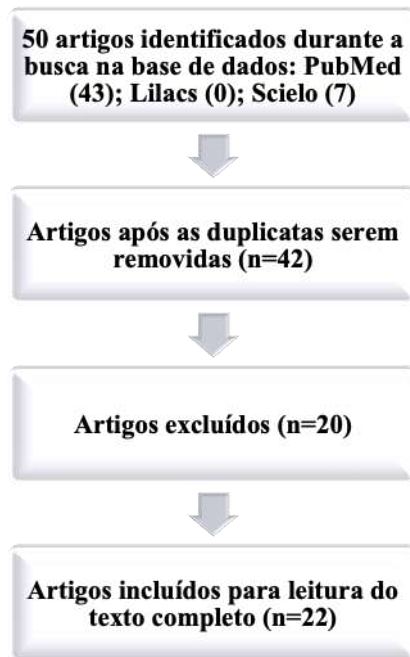 50 artigos identificados durante a
busca na base de dados: PubMed
(43); Lilacs (0); Scielo (7)
Artigos após as duplicatas serem
removidas (n=42)
Artigos excluídos (n=20)
Artigos incluídos para leitura do
texto completo (n=22)